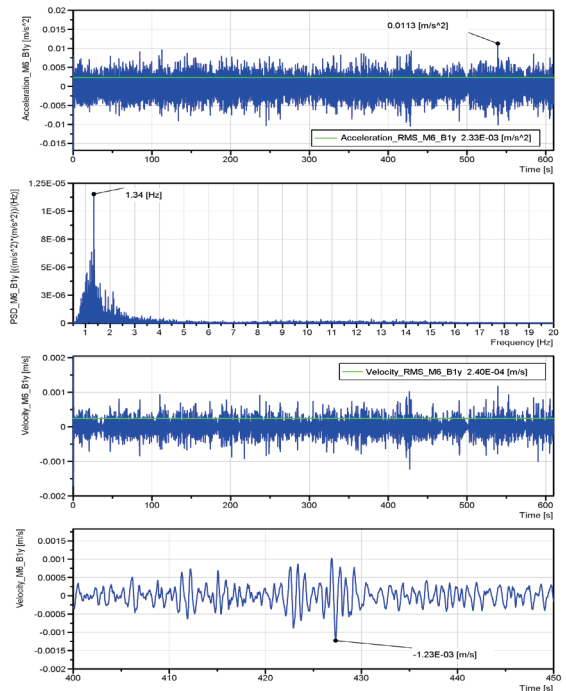 0.02
0.015
0.01
0.005
0
-0.005
-0.01
-0.015
Acceleration_M6_B1y [m/s^2]
0.0113 [m/s^2]
Acceleration_RMS_M6_B1y 2.33E-03 [m/s^2]
0 100 200 300 400 500 600
Time [s]
1.25E-05
1E-05
8E-06
5E-06
3E-06
0
PSD_M6_B1y [((m/s^2)*(m/s^2))/(Hz)]
1.34 [Hz]
1 2 3 4 5 6 7 8 9 10 11 12 13 14 15 16 17 18 19 20
Frequency [Hz]
0.002
0.001
0
-0.001
-0.002
Velocity_M6_B1y [m/s]
Velocity_RMS_M6_B1y 2.40E-04 [m/s]
0 100 200 300 400 500 600
Time [s]
0.0015
0.001
0.0005
0
-0.0005
-0.001
-0.0015
-0.002
Velocity_M6_B1y [m/s]
-1.23E-03 [m/s]
400 410 420 430 440 450
Time [s]